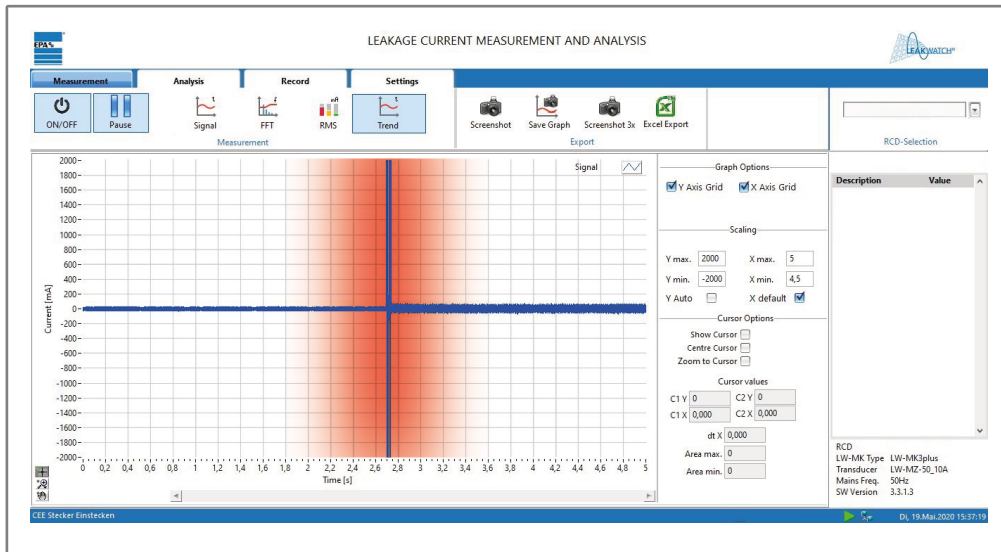 LEAKAGE CURRENT MEASUREMENT AND ANALYSIS
EPA
LEAKWATCH®
Measurement Analysis Record Settings
ON/OFF Pause Signal FFT RMS Trend Screenshot Save Graph Screenshot 3x Excel Export
Measurement Export RCD-Selection
Signal
Graph Options
Y Axis Grid X Axis Grid
Description Value
Scaling
Y max. 2000 X max. 5
Y min. -2000 X min. 4,5
Y Auto X default
Cursor Options
Show Cursor
Centre Cursor
Zoom to Cursor
Cursor values
C1 Y 0 C2 Y 0
C1 X 0,000 C2 X 0,000
dt X 0,000
Area max. 0
Area min. 0
Current [mA]
2000
1800
1600
1400
1200
1000
800
600
400
200
0
-200
-400
-600
-800
-1000
-1200
-1400
-1600
-1800
-2000
0 0,2 0,4 0,6 0,8 1 1,2 1,4 1,6 1,8 2 2,2 2,4 2,6 2,8 3 3,2 3,4 3,6 3,8 4 4,2 4,4 4,6 4,8 5
Time [s]
RCD
LW-MK Type LW-MK3plus
Transducer LW-MZ-50_10A
Mains Freq. 50Hz
SW Version 3.3.1.3
CEE Stecker Einstecken
Di, 19.Mai.2020 15:37:19